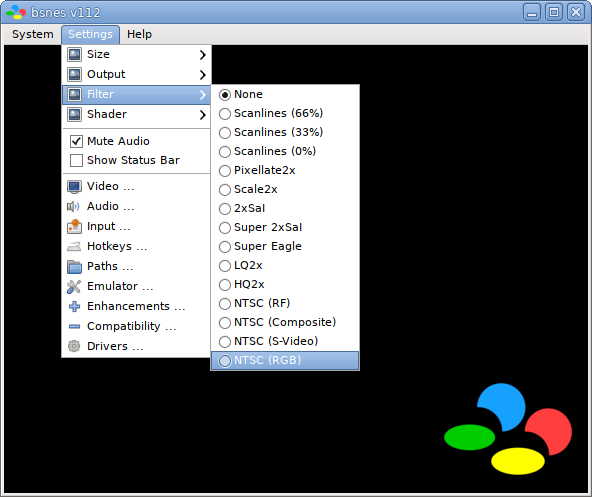 bsnes v112
System Settings Help
Size
Output
Filter
Shader
Mute Audio
Show Status Bar
Video ...
Audio ...
Input ...
Hotkeys ...
Paths ...
Emulator ...
Enhancements ...
Compatibility ...
Drivers ...
None
Scanlines (66%)
Scanlines (33%)
Scanlines (0%)
Pixellate2x
Scale2x
2xSaI
Super 2xSaI
Super Eagle
LQ2x
HQ2x
NTSC (RF)
NTSC (Composite)
NTSC (S-Video)
NTSC (RGB)